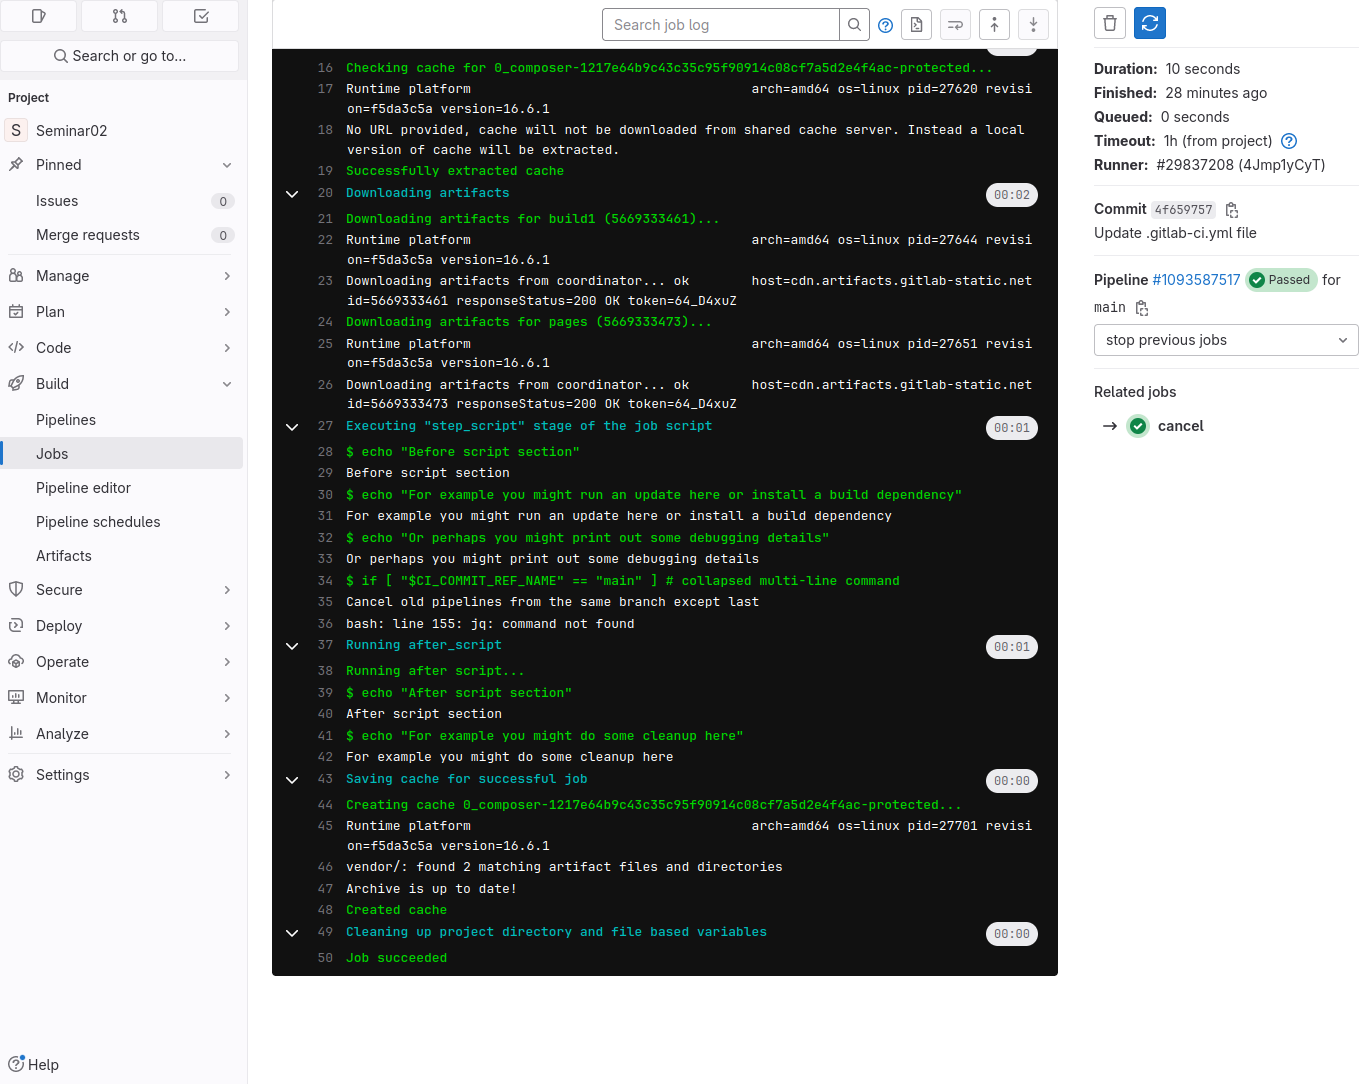 Search or go to...
Project
S Seminar02
Pinned
Issues 0
Merge requests 0
Manage
Plan
Code
Build
Pipelines
Jobs
Pipeline editor
Pipeline schedules
Artifacts
Secure
Deploy
Operate
Monitor
Analyze
Settings
Help
Search job log
16 Checking cache for 0_composer-1217e64b9c43c35c95f90914c08cf7a5d2e4f4ac-protected...
17 Runtime platform arch=amd64 os=linux pid=27620 revisi
on=f5da3c5a version=16.6.1
18 No URL provided, cache will not be downloaded from shared cache server. Instead a local
version of cache will be extracted.
19 Successfully extracted cache
20 Downloading artifacts 00:02
21 Downloading artifacts for build1 (5669333461)...
22 Runtime platform arch=amd64 os=linux pid=27644 revisi
on=f5da3c5a version=16.6.1
23 Downloading artifacts from coordinator... ok host=cdn.artifacts.gitlab-static.net
id=5669333461 responseStatus=200 OK token=64_D4xuZ
24 Downloading artifacts for pages (5669333473)...
25 Runtime platform arch=amd64 os=linux pid=27651 revisi
on=f5da3c5a version=16.6.1
26 Downloading artifacts from coordinator... ok host=cdn.artifacts.gitlab-static.net
id=5669333473 responseStatus=200 OK token=64_D4xuZ
27 Executing "step_script" stage of the job script 00:01
28 $ echo "Before script section"
29 Before script section
30 $ echo "For example you might run an update here or install a build dependency"
31 For example you might run an update here or install a build dependency
32 $ echo "Or perhaps you might print out some debugging details"
33 Or perhaps you might print out some debugging details
34 $ if [ "$CI_COMMIT_REF_NAME" == "main" ] # collapsed multi-line command
35 Cancel old pipelines from the same branch except last
36 bash: line 155: jq: command not found
37 Running after_script 00:01
38 Running after script...
39 $ echo "After script section"
40 After script section
41 $ echo "For example you might do some cleanup here"
42 For example you might do some cleanup here
43 Saving cache for successful job 00:00
44 Creating cache 0_composer-1217e64b9c43c35c95f90914c08cf7a5d2e4f4ac-protected...
45 Runtime platform arch=amd64 os=linux pid=27701 revisi
on=f5da3c5a version=16.6.1
46 vendor/: found 2 matching artifact files and directories
47 Archive is up to date!
48 Created cache
49 Cleaning up project directory and file based variables 00:00
50 Job succeeded
Duration: 10 seconds
Finished: 28 minutes ago
Queued: 0 seconds
Timeout: 1h (from project)
Runner: #29837208 (4Jmp1yCyT)
Commit 4f659757
Update .gitlab-ci.yml file
Pipeline #1093587517 Passed for
main
stop previous jobs
Related jobs
→ cancel